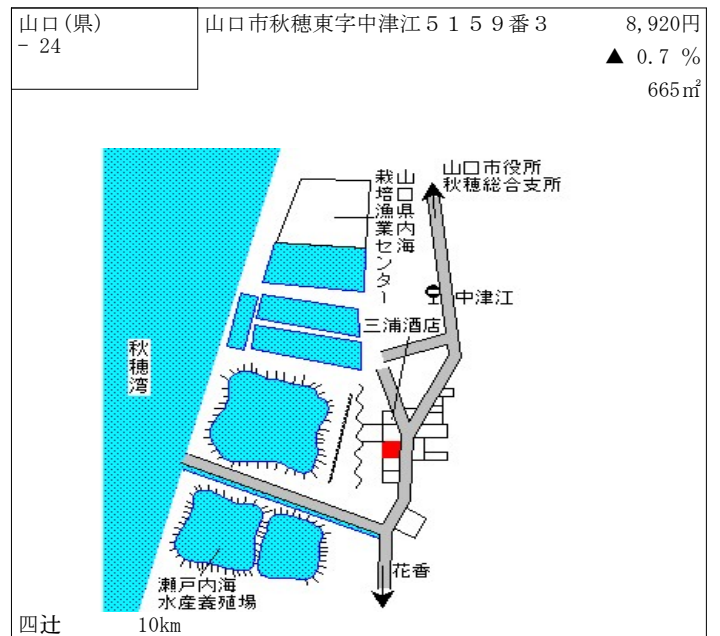 山口(県)
- 24
山口市秋穂東字中津江５１５９番３
8,920円
▲ 0.7 %
665㎡
山口市役所
秋穂総合支所
山口県内海
栽培漁業センター
中津江
三浦酒店
秋穂湾
花香
瀬戸内海
水産養殖場
四辻
10km